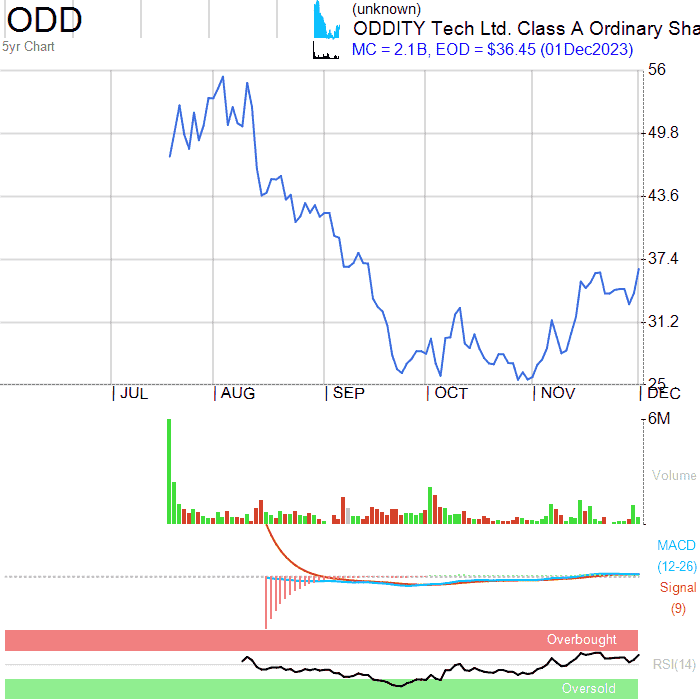 ODD
5yr Chart
(unknown)
ODDITY Tech Ltd. Class A Ordinary Sha
MC = 2.1B, EOD = $36.45 (01Dec2023)
56
49.8
43.6
37.4
31.2
25
JUL AUG SEP OCT NOV DEC
6M
Volume
MACD
(12-26)
Signal
(9)
Overbought
RSI(14)
Oversold